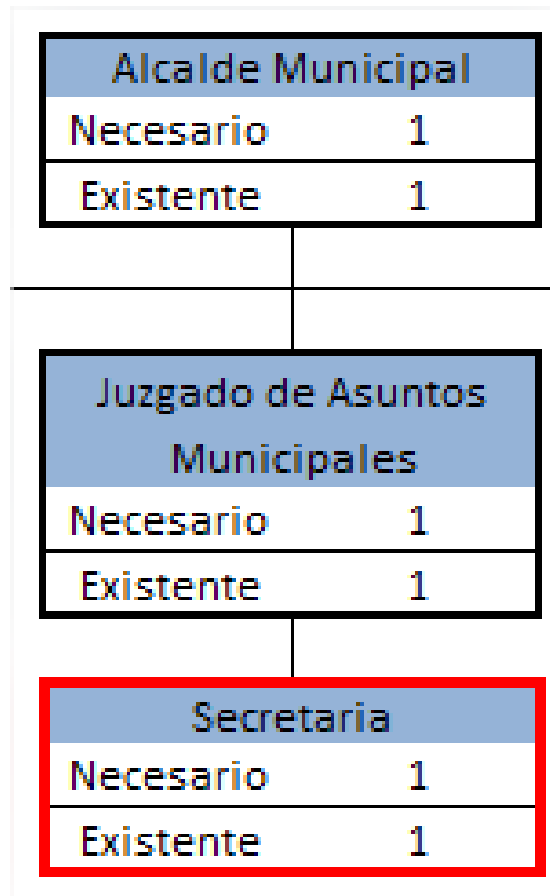 Alcalde Municipal
Necesario 1
Existente 1
Juzgado de Asuntos
Municipales
Necesario 1
Existente 1
Secretaria
Necesario 1
Existente 1